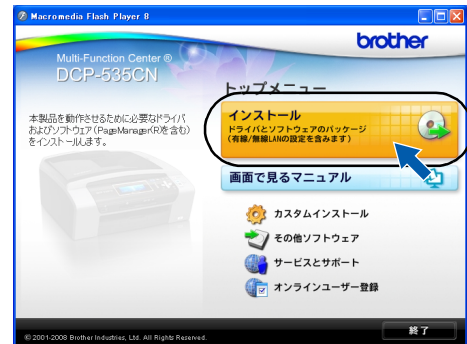 Macromedia Flash Player 8
brother
Multi-Function Center ®
DCP-535CN
トップメニュー
本製品を動作させるために必要なドライバ
およびソフトウェア(PageManager(R)を含む)
をインストールします。
インストール
ドライバとソフトウェアのパッケージ
(有線/無線LANの設定を含みます)
画面で見るマニュアル
カスタムインストール
その他ソフトウェア
サービスとサポート
オンラインユーザー登録
© 2001-2008 Brother Industries, Ltd. All Rights Reserved.
終了